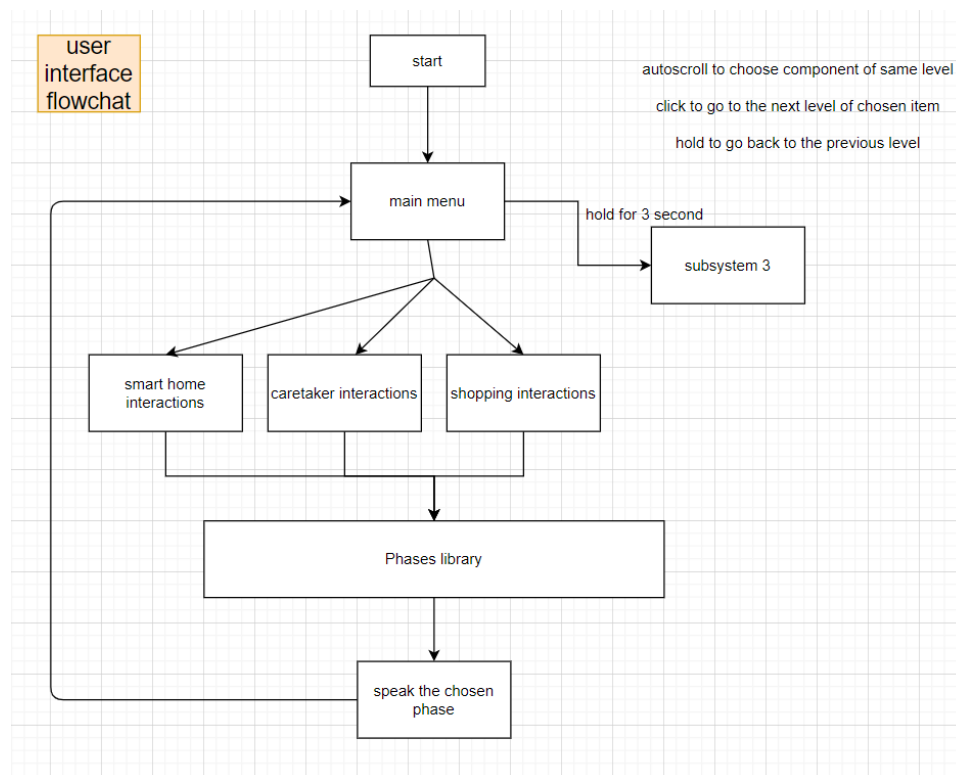 user
interface
flowchat
start
autoscroll to choose component of same level
click to go to the next level of chosen item
hold to go back to the previous level
main menu
hold for 3 second
subsystem 3
smart home
interactions
caretaker interactions
shopping interactions
Phases library
speak the chosen
phase